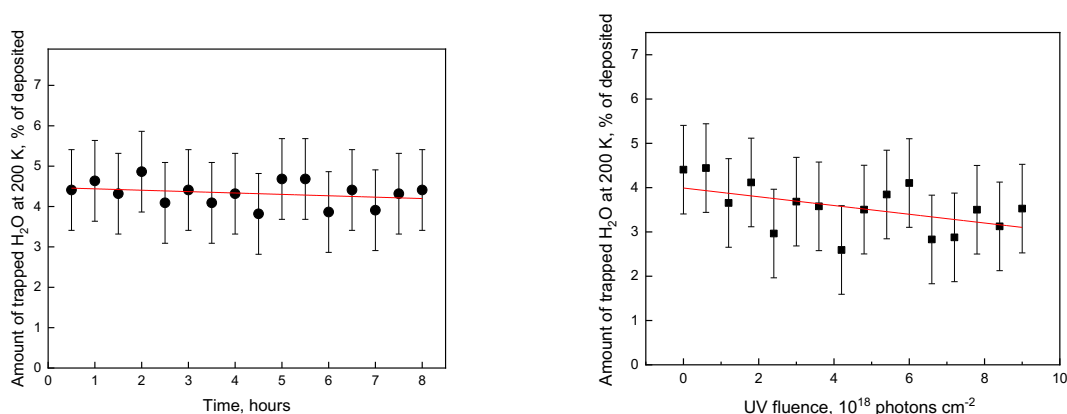 Amount of trapped H₂O at 200 K, % of deposited
7
6
5
4
3
2
1
0
0 1 2 3 4 5 6 7 8
Time, hours
Amount of trapped H₂O at 200 K, % of deposited
7
6
5
4
3
2
1
0
0 2 4 6 8 10
UV fluence, 10¹⁸ photons cm⁻²